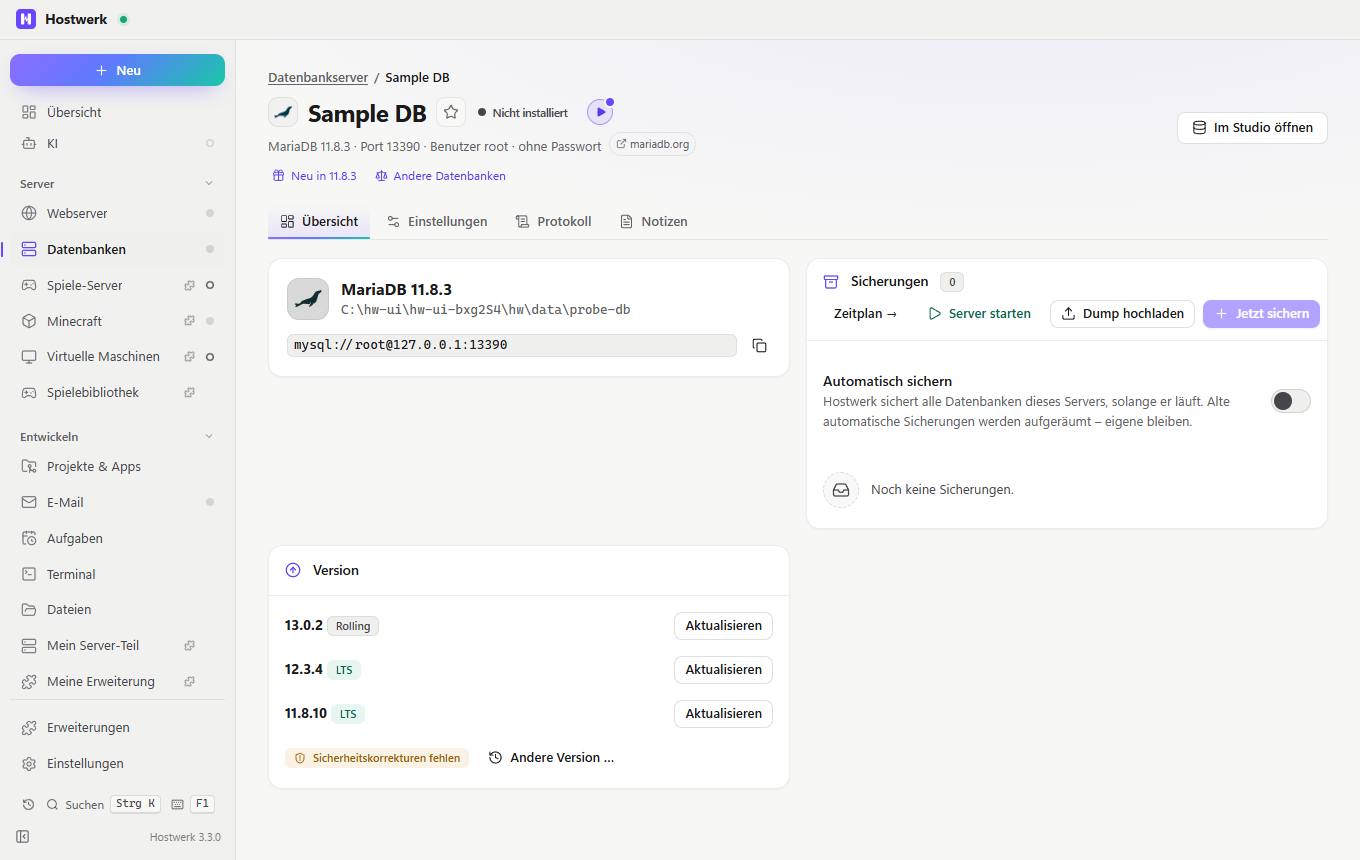 Hostwerk
Neu
Übersicht
KI
Server
Webserver
Datenbanken
Spiele-Server
Minecraft
Virtuelle Maschinen
Spielebibliothek
Entwickeln
Projekte & Apps
E-Mail
Aufgaben
Terminal
Dateien
Mein Server-Teil
Meine Erweiterung
Erweiterungen
Einstellungen
Suchen Strg K F1
Hostwerk 3.3.0
Datenbankserver / Sample DB
Sample DB Nicht installiert
MariaDB 11.8.3 · Port 13390 · Benutzer root · ohne Passwort mariadb.org
Neu in 11.8.3 Andere Datenbanken
Im Studio öffnen
Übersicht Einstellungen Protokoll Notizen
MariaDB 11.8.3
C:\hw-ui\hw-ui-bxg2S4\hw\data\probe-db
mysql://root@127.0.0.1:13390
Sicherungen 0
Zeitplan → Server starten Dump hochladen Jetzt sichern
Automatisch sichern
Hostwerk sichert alle Datenbanken dieses Servers, solange er läuft. Alte
automatische Sicherungen werden aufgeräumt – eigene bleiben.
Noch keine Sicherungen.
Version
13.0.2 Rolling Aktualisieren
12.3.4 LTS Aktualisieren
11.8.10 LTS Aktualisieren
Sicherheitskorrekturen fehlen Andere Version ...